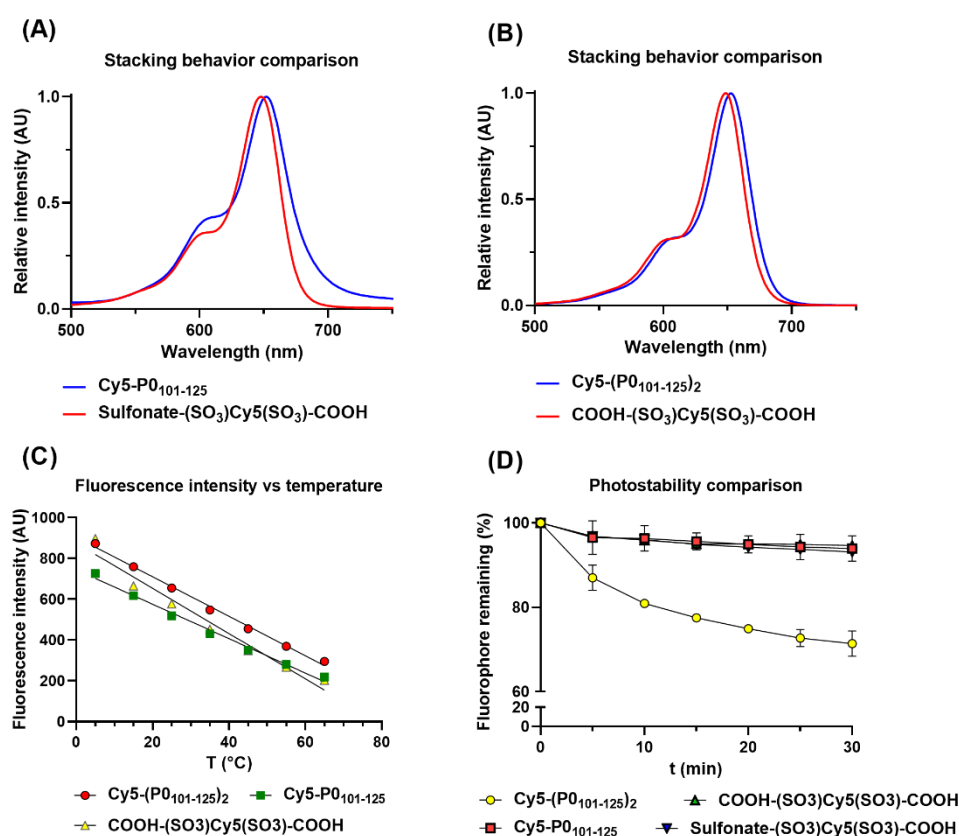 (A)
Stacking behavior comparison
Relative intensity (AU)
1.0
0.5
0.0
500
600
700
Wavelength (nm)
Cy5-P0₁₀₁₋₁₂₅
Sulfonate-(SO₃)Cy5(SO₃)-COOH
(B)
Stacking behavior comparison
Relative intensity (AU)
1.0
0.5
0.0
500
600
700
Wavelength (nm)
Cy5-(P0₁₀₁₋₁₂₅)₂
COOH-(SO₃)Cy5(SO₃)-COOH
(C)
Fluorescence intensity vs temperature
Fluorescence intensity (AU)
1000
800
600
400
200
0
0
20
40
60
80
T (°C)
Cy5-(P0₁₀₁₋₁₂₅)₂
Cy5-P0₁₀₁₋₁₂₅
COOH-(SO3)Cy5(SO3)-COOH
(D)
Photostability comparison
Fluorophore remaining (%)
100
80
60
20
0
0
10
20
30
t (min)
Cy5-(P0₁₀₁₋₁₂₅)₂
COOH-(SO3)Cy5(SO3)-COOH
Cy5-P0₁₀₁₋₁₂₅
Sulfonate-(SO3)Cy5(SO3)-COOH